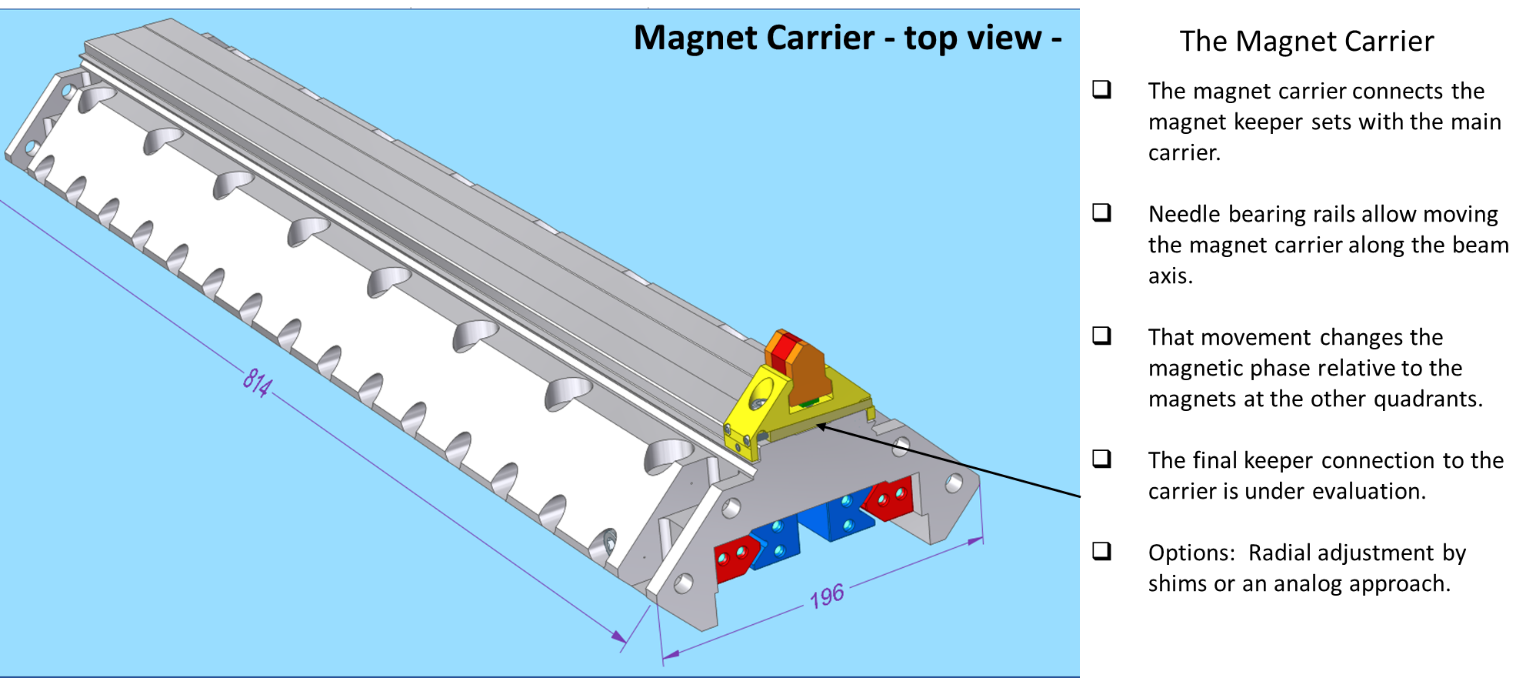 Magnet Carrier - top view -
814
196
The Magnet Carrier
❑ The magnet carrier connects the
magnet keeper sets with the main
carrier.
❑ Needle bearing rails allow moving
the magnet carrier along the beam
axis.
❑ That movement changes the
magnetic phase relative to the
magnets at the other quadrants.
❑ The final keeper connection to the
carrier is under evaluation.
❑ Options:  Radial adjustment by
shims or an analog approach.